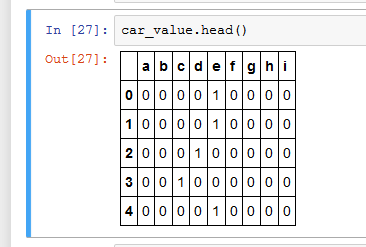 In [27]: car_value.head()
Out[27]:
a b c d e f g h i
0 0 0 0 0 1 0 0 0 0
1 0 0 0 0 1 0 0 0 0
2 0 0 0 1 0 0 0 0 0
3 0 0 1 0 0 0 0 0 0
4 0 0 0 0 1 0 0 0 0